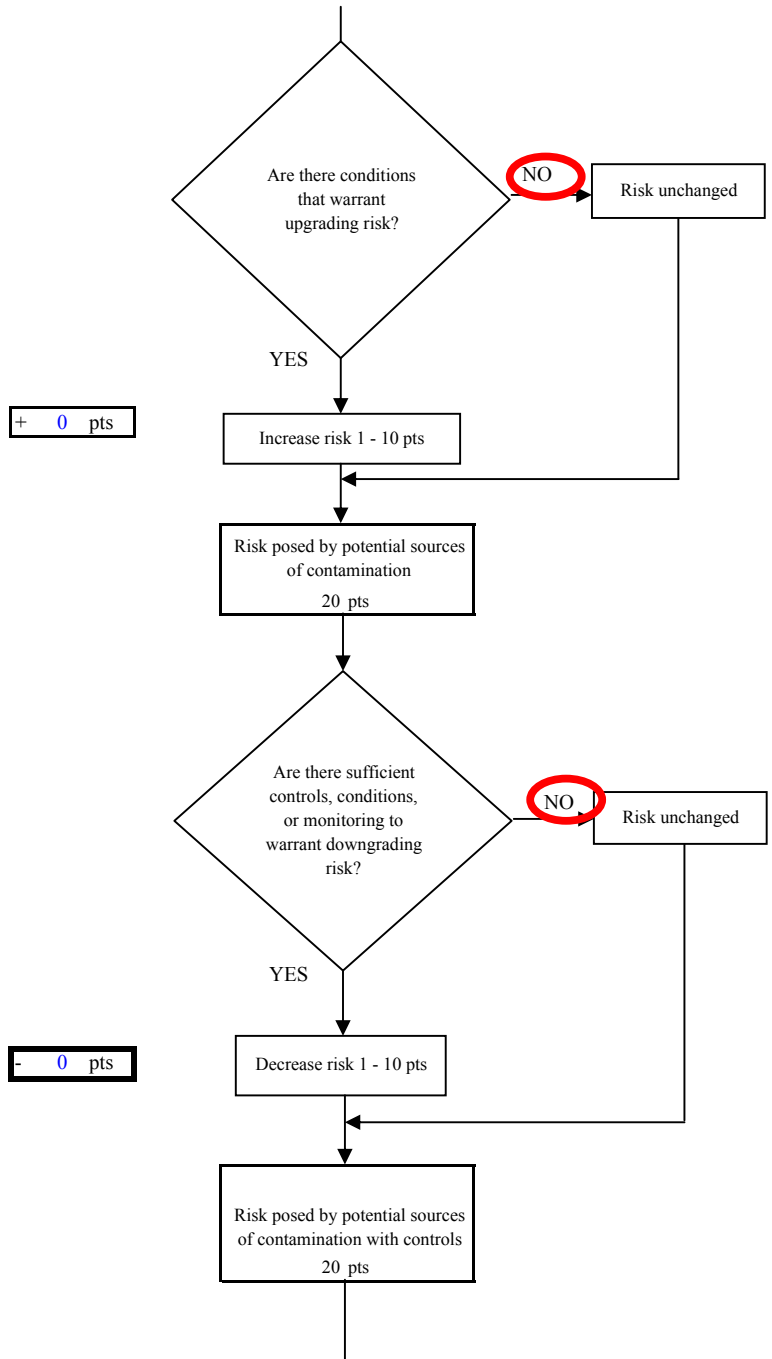 Are there conditions
that warrant
upgrading risk?
NO
Risk unchanged
YES
+ 0 pts
Increase risk 1 - 10 pts
Risk posed by potential sources
of contamination
20 pts
Are there sufficient
controls, conditions,
or monitoring to
warrant downgrading
risk?
NO
Risk unchanged
YES
- 0 pts
Decrease risk 1 - 10 pts
Risk posed by potential sources
of contamination with controls
20 pts